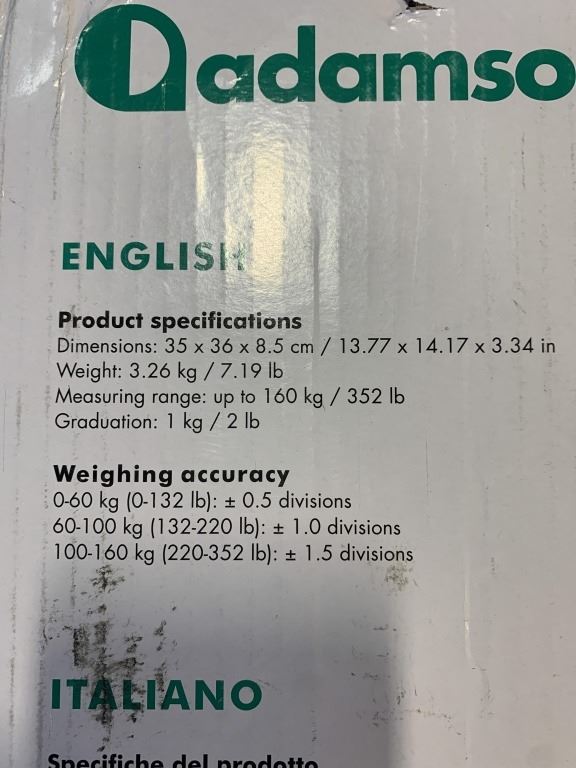 adamso
ENGLISH
Product specifications
Dimensions: 35 x 36 x 8.5 cm / 13.77 x 14.17 x 3.34 in
Weight: 3.26 kg / 7.19 lb
Measuring range: up to 160 kg / 352 lb
Graduation: 1 kg / 2 lb
Weighing accuracy
0-60 kg (0-132 lb): ± 0.5 divisions
60-100 kg (132-220 lb): ± 1.0 divisions
100-160 kg (220-352 lb): ± 1.5 divisions
ITALIANO
Specifiche del prodotto